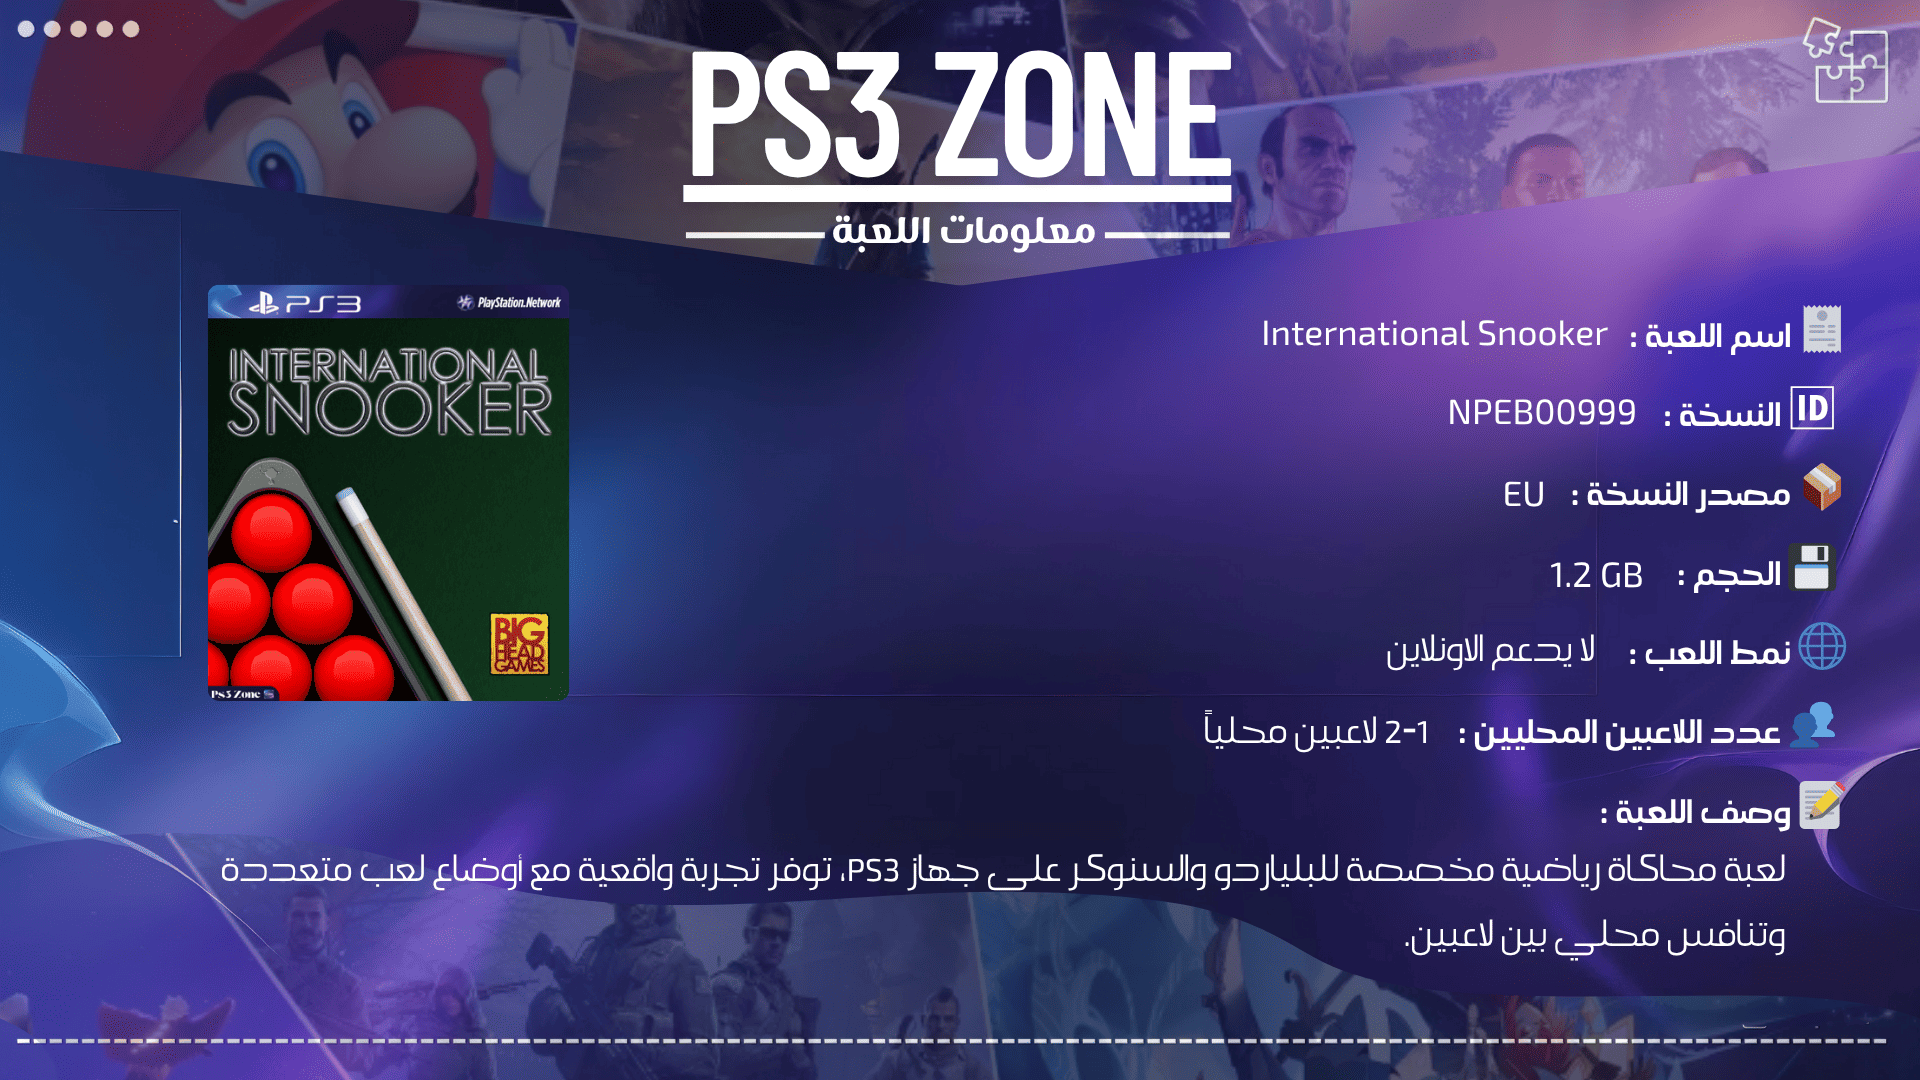 PS3 ZONE
معلومات اللعبة
PS3 PlayStation.Network
INTERNATIONAL
SNOOKER
BIG
HEAD
GAMES
Ps3 Zone
اسم اللعبة : International Snooker
ID النسخة : NPEB00999
مصدر النسخة : EU
الحجم : 1.2 GB
نمط اللعب : لا يدعم الاونلاين
عدد اللاعبين المحليين : 1-2 لاعبين محلياً
وصف اللعبة :
لعبة محاكاة رياضية مخصصة للبلياردو والسنوكر على جهاز PS3، توفر تجربة واقعية مع أوضاع لعب متعددة
وتنافس محلي بين لاعبين.